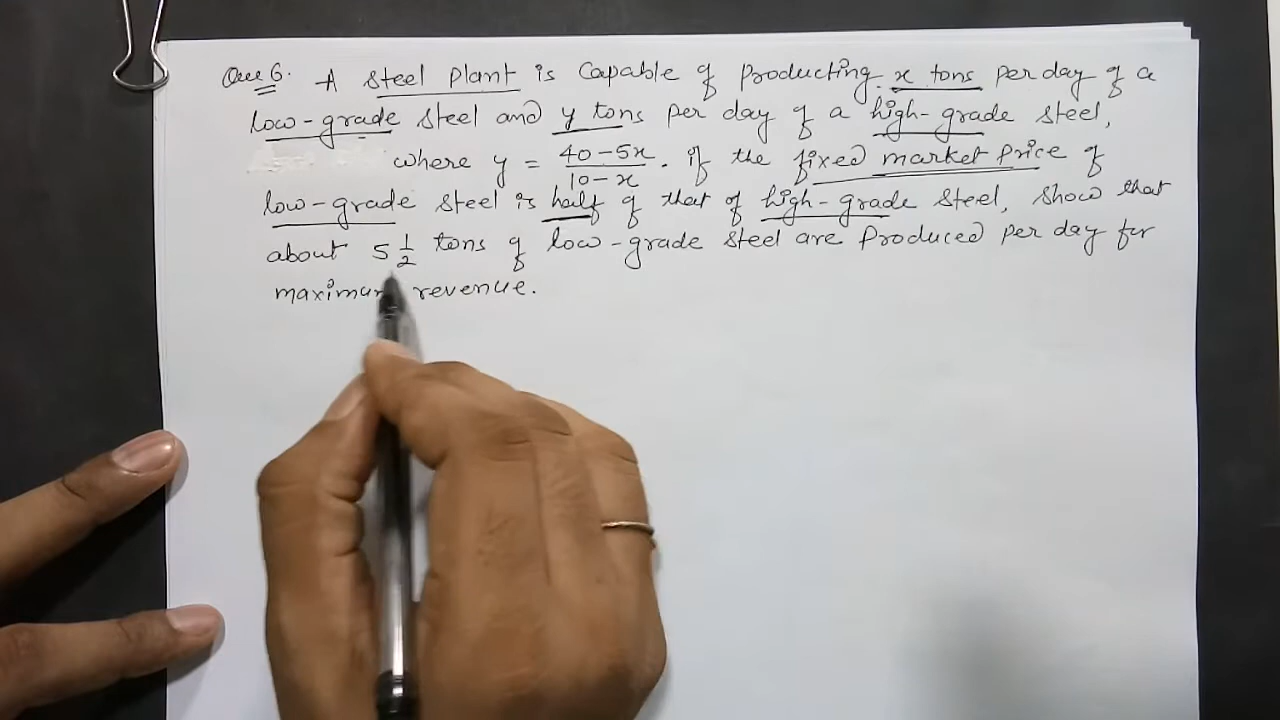 Que 6. A steel plant is capable of producting x tons per day of a
low-grade steel and y tons per day of a high-grade steel,
where y = \frac{40-5x}{10-x}. if the fixed market price of
low-grade steel is half of that of high-grade steel, show that
about 5 1/2 tons of low-grade steel are produced per day for
maximum revenue.